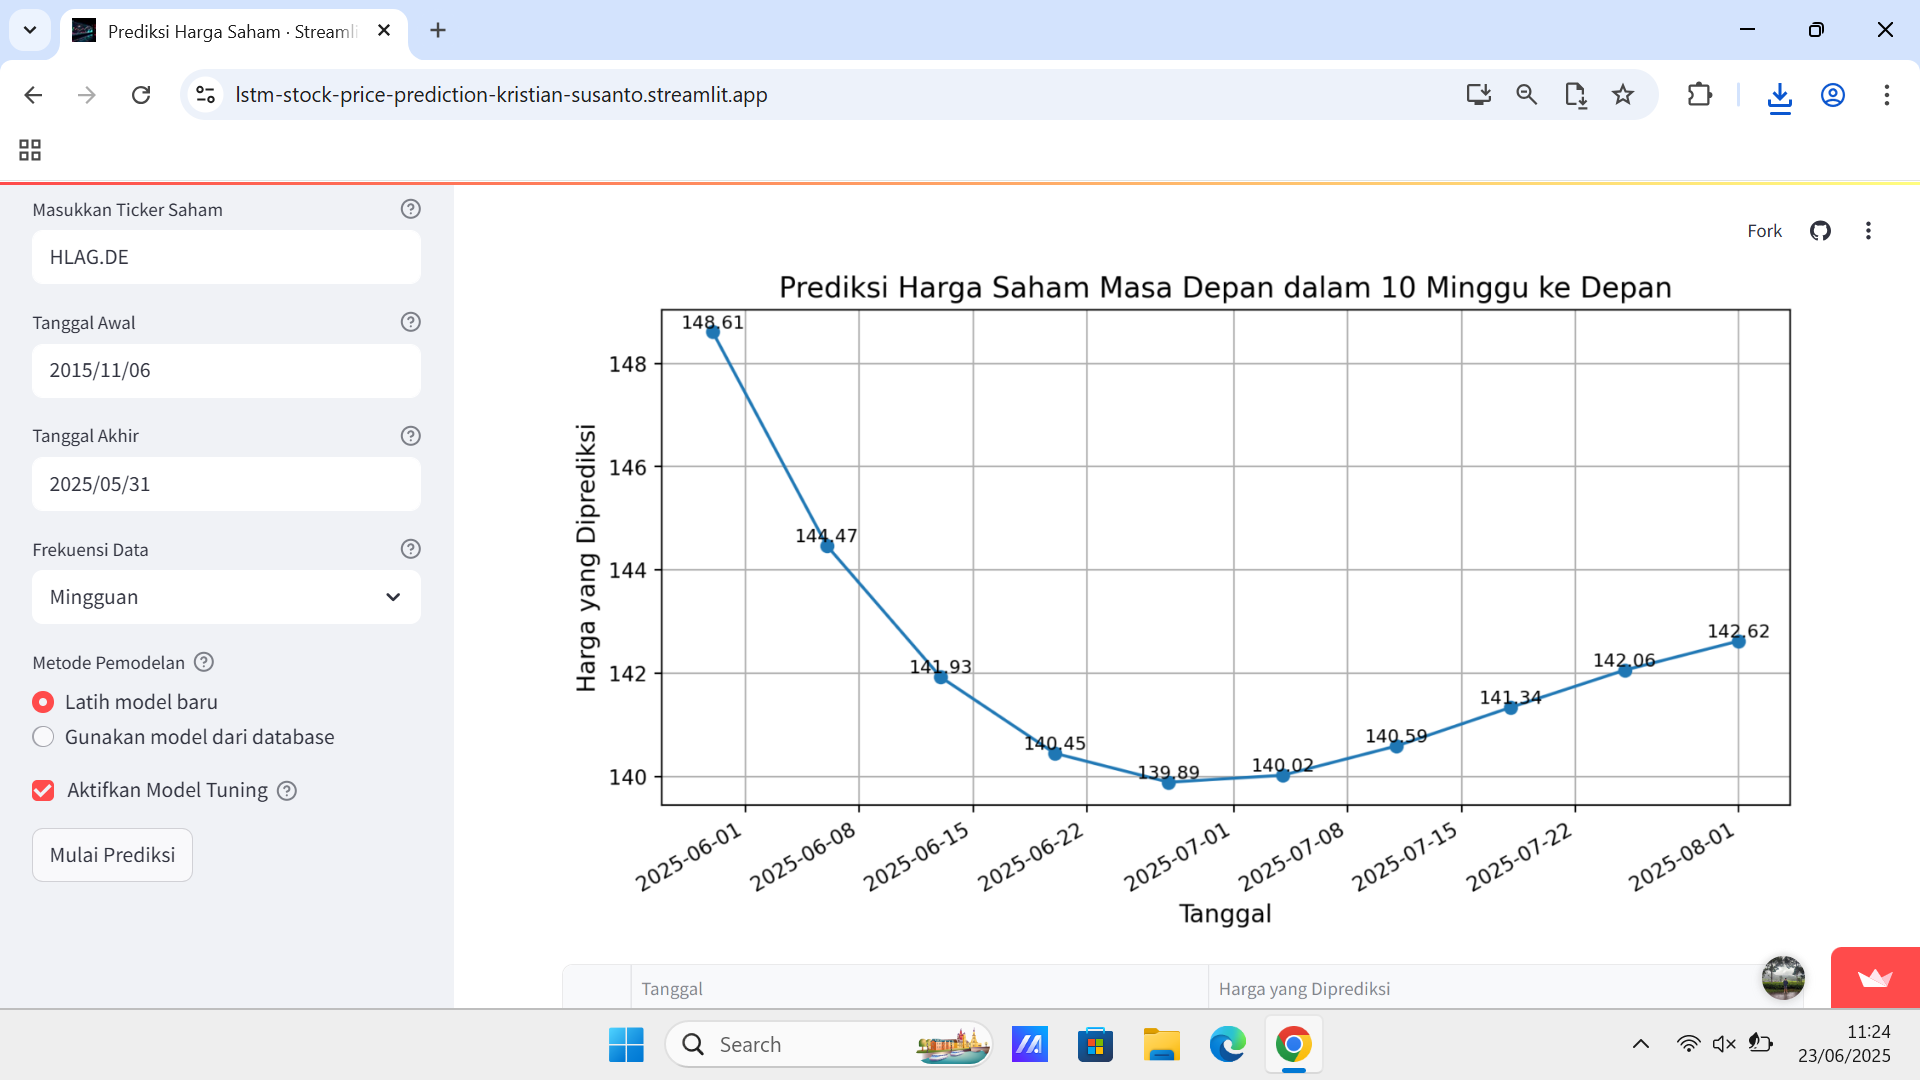 Prediksi Harga Saham · Streamli
lstm-stock-price-prediction-kristian-susanto.streamlit.app
Masukkan Ticker Saham
HLAG.DE
Tanggal Awal
2015/11/06
Tanggal Akhir
2025/05/31
Frekuensi Data
Mingguan
Metode Pemodelan
Latih model baru
Gunakan model dari database
Aktifkan Model Tuning
Mulai Prediksi
Fork
Prediksi Harga Saham Masa Depan dalam 10 Minggu ke Depan
Harga yang Diprediksi
148
146
144
142
140
148.61
144.47
141.93
140.45
139.89
140.02
140.59
141.34
142.06
142.62
2025-06-01
2025-06-08
2025-06-15
2025-06-22
2025-07-01
2025-07-08
2025-07-15
2025-07-22
2025-08-01
Tanggal
Tanggal
Harga yang Diprediksi
Search
11:24
23/06/2025